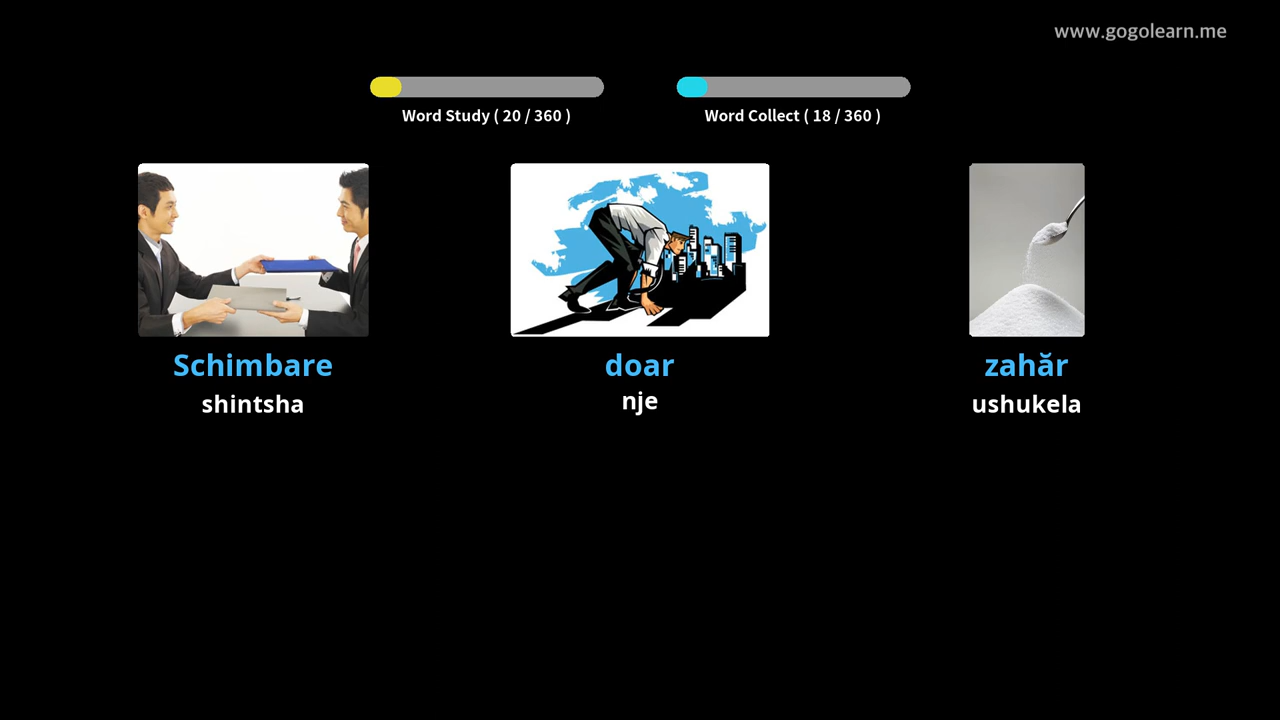 www.gogolearn.me
Word Study ( 20 / 360 )
Word Collect ( 18 / 360 )
Schimbare
shintsha
doar
nje
zahăr
ushukela